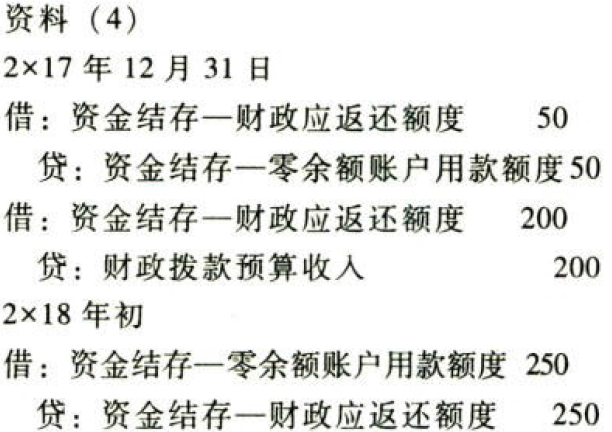 资料（4）
2×17 年 12 月 31 日
借：资金结存—财政应返还额度 50
贷：资金结存—零余额账户用款额度 50
借：资金结存—财政应返还额度 200
贷：财政拨款预算收入 200
2×18 年初
借：资金结存—零余额账户用款额度 250
贷：资金结存—财政应返还额度 250